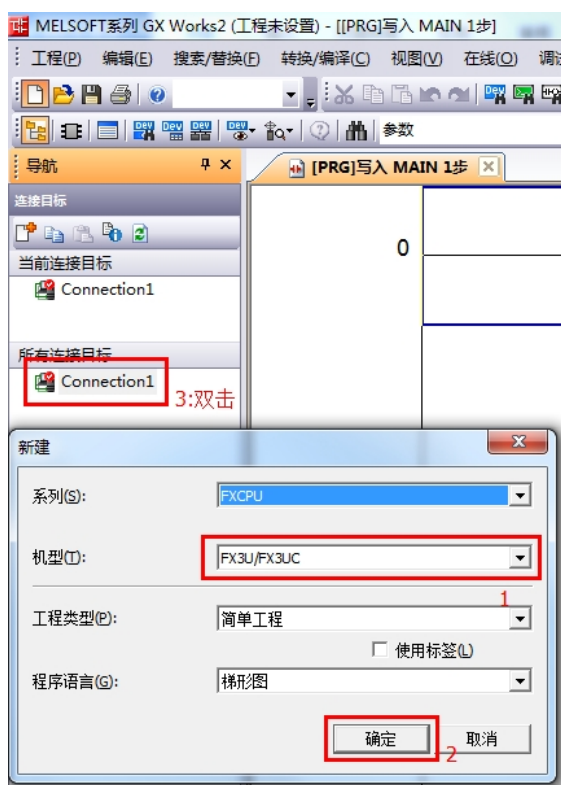 MELSOFT系列 GX Works2 (工程未设置) - [[PRG]写入 MAIN 1步]
工程(P) 编辑(E) 搜索/替换(F) 转换/编译(C) 视图(V) 在线(O) 调试
参数
导航
[PRG]写入 MAIN 1步
连接目标
0
当前连接目标
Connection1
所有连接目标
Connection1
3:双击
新建
系列(S):
FXCPU
机型(T):
FX3U/FX3UC
1
工程类型(P):
简单工程
使用标签(L)
程序语言(G):
梯形图
确定
取消
2